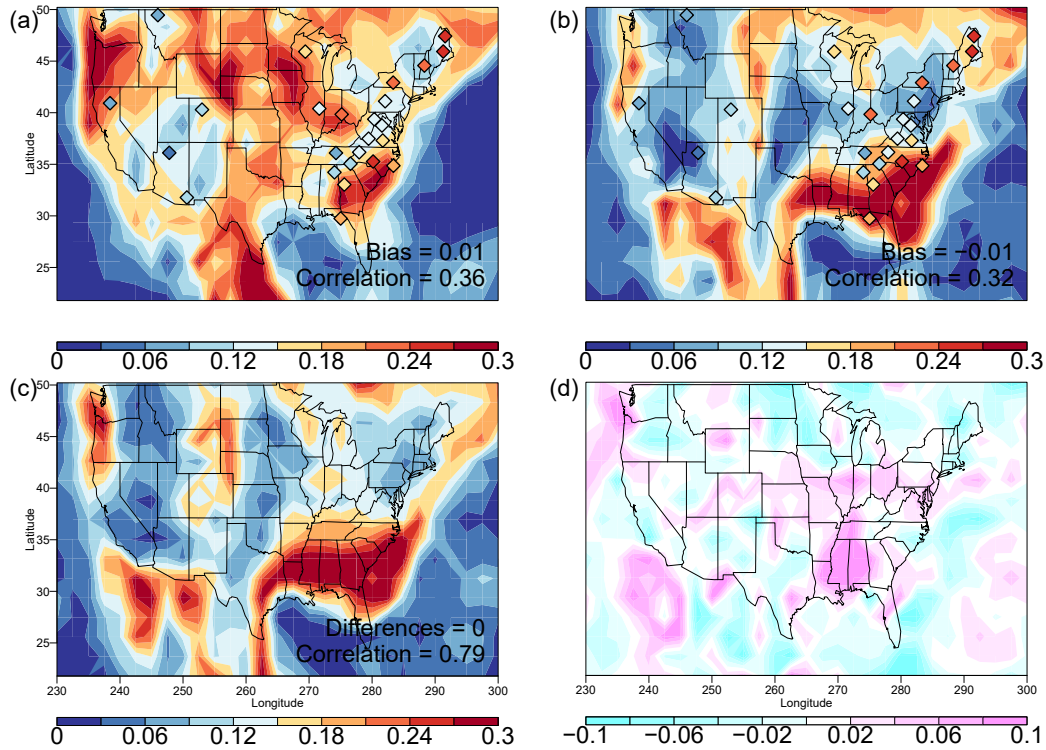 (a)
(b)
50
45
40
35
30
25
Latitude
Bias = 0.01
Correlation = 0.36
Bias = −0.01
Correlation = 0.32
0 0.06 0.12 0.18 0.24 0.3
0 0.06 0.12 0.18 0.24 0.3
(c)
(d)
50
45
40
35
30
25
Latitude
Differences = 0
Correlation = 0.79
230 240 250 260 270 280 290 300
230 240 250 260 270 280 290 300
Longitude
Longitude
0 0.06 0.12 0.18 0.24 0.3
−0.1 −0.06 −0.02 0.02 0.06 0.1